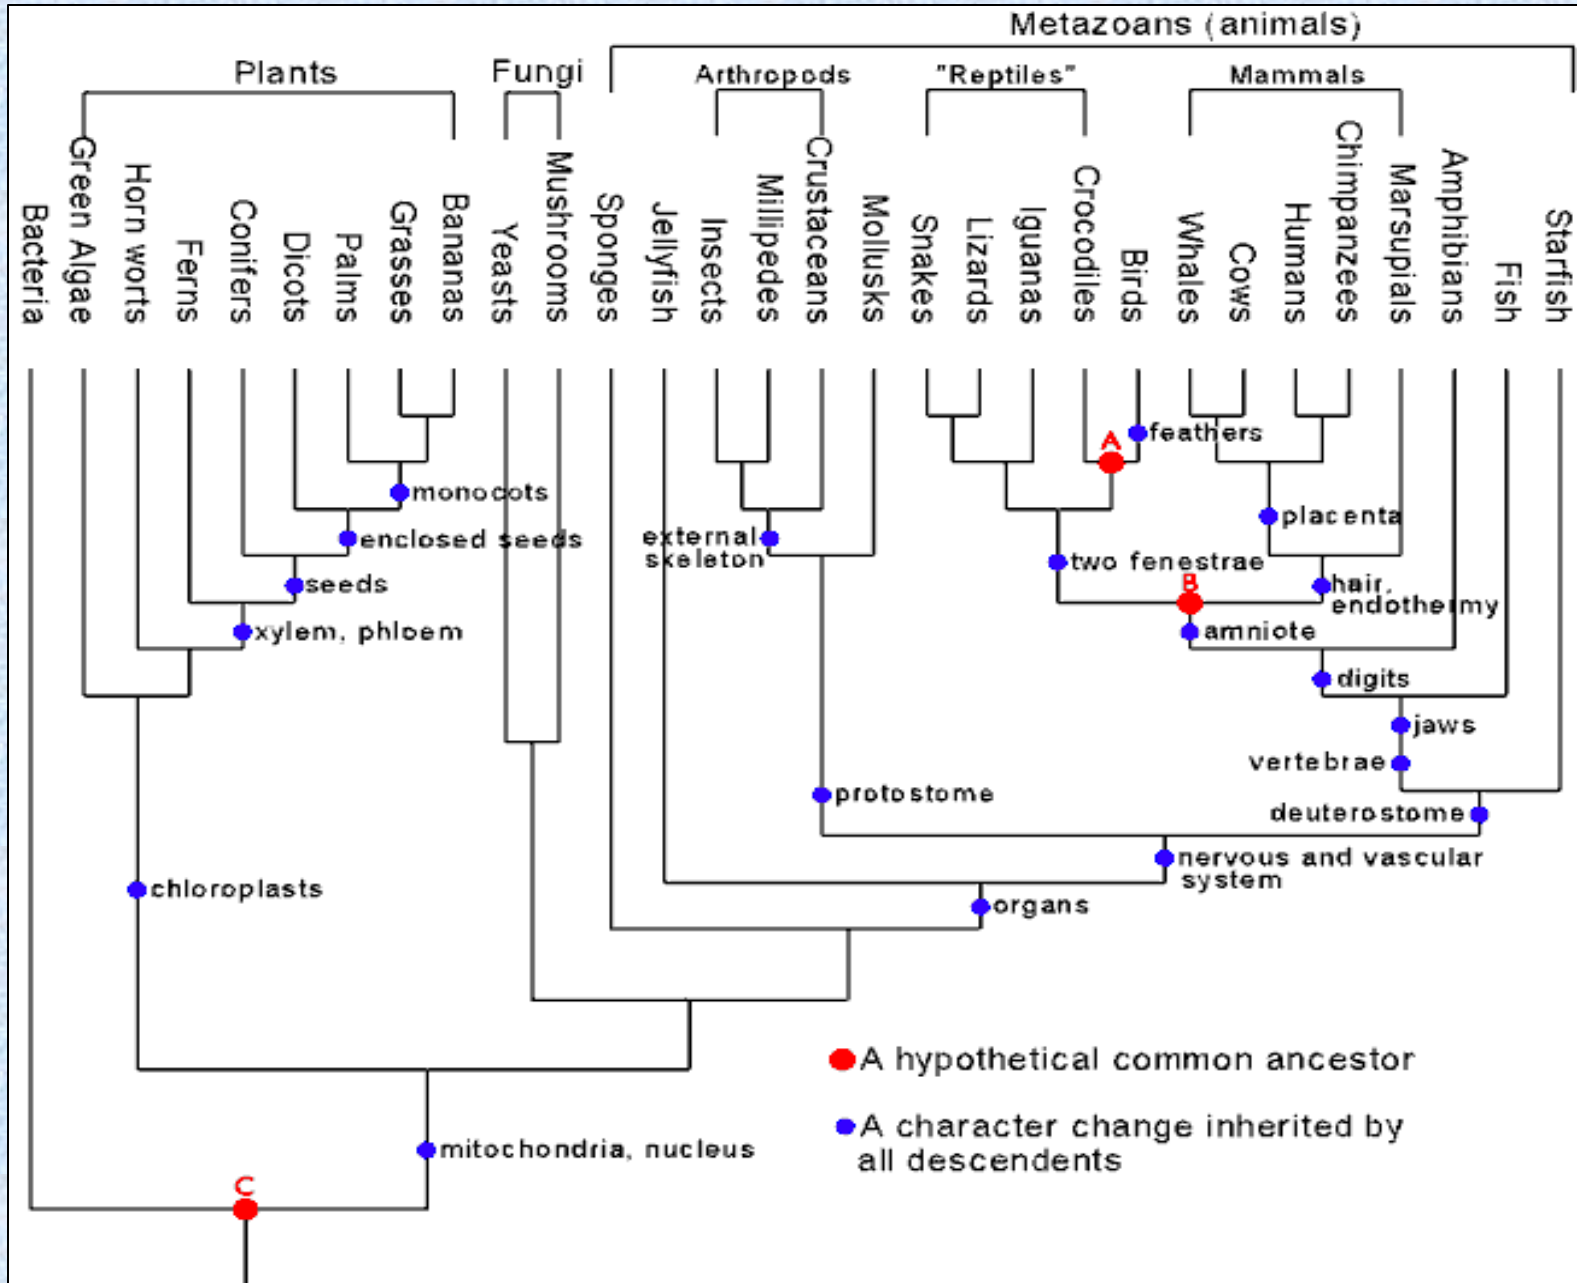 Metazoans (animals)
Plants
Fungi
Arthropods
"Reptiles"
Mammals
Bacteria
Green Algae
Horn worts
Ferns
Conifers
Dicots
Palms
Grasses
Bananas
Yeasts
Mushrooms
Sponges
Jellyfish
Insects
Millipedes
Crustaceans
Mollusks
Snakes
Lizards
Iguanas
Crocodiles
Birds
Whales
Cows
Humans
Chimpanzees
Marsupials
Amphibians
Fish
Starfish
A
feathers
monocots
placenta
enclosed seeds
external
skeleton
two fenestrae
seeds
B
hair,
endothermy
xylem, phloem
amniote
digits
jaws
vertebrae
protostome
deuterostome
nervous and vascular
system
chloroplasts
organs
A hypothetical common ancestor
A character change inherited by
all descendents
mitochondria, nucleus
C